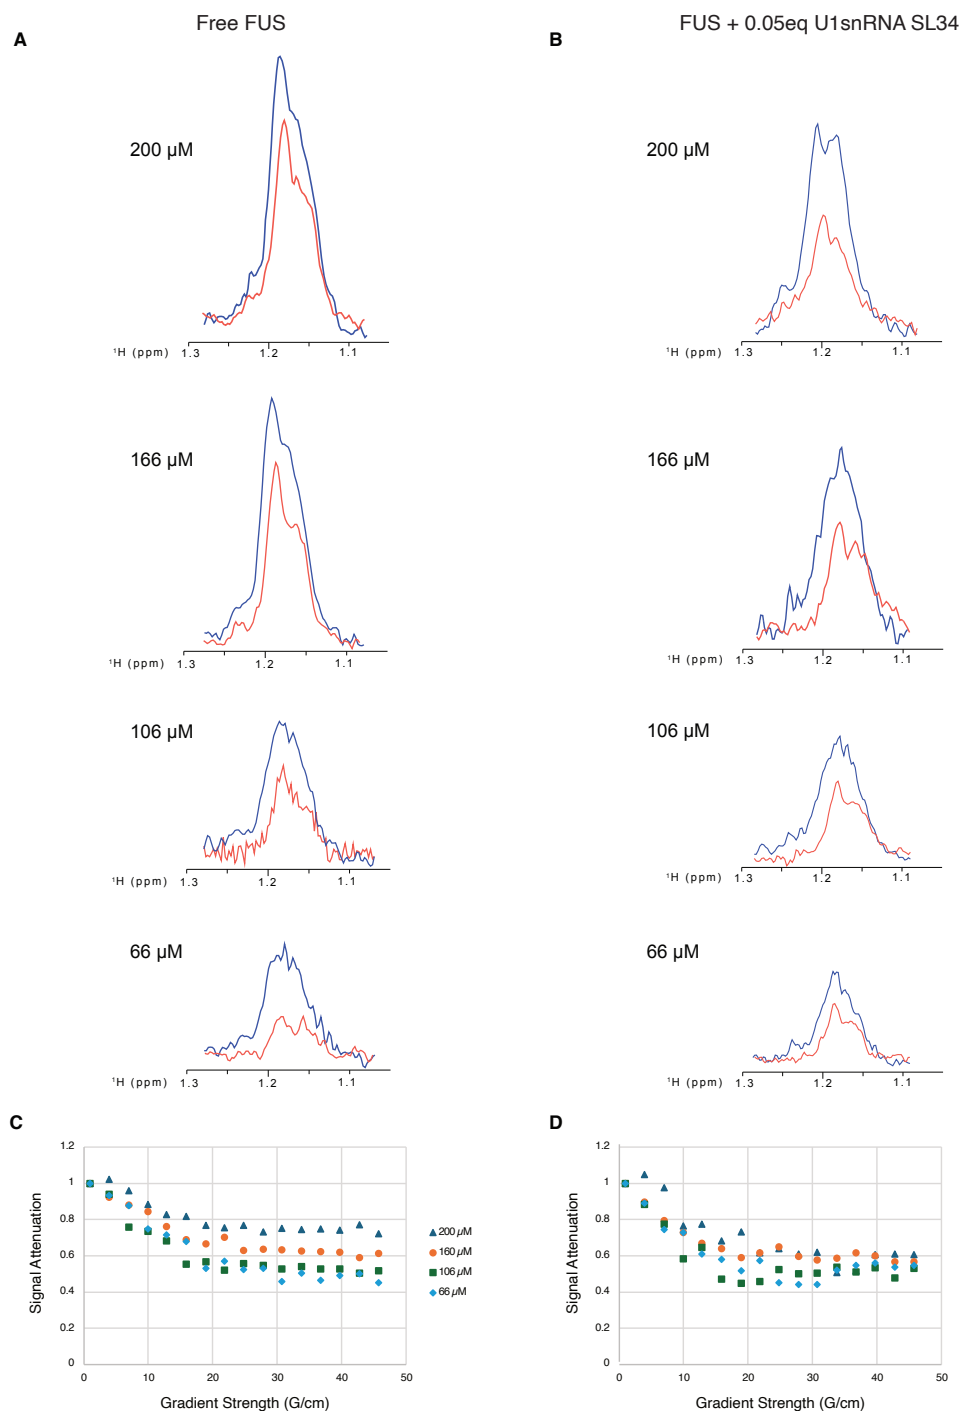 Free FUS
FUS + 0.05eq U1snRNA SL34
A
B
200 µM
200 µM
¹H (ppm)
1.3
1.2
1.1
¹H (ppm)
1.3
1.2
1.1
166 µM
166 µM
¹H (ppm)
1.3
1.2
1.1
¹H (ppm)
1.3
1.2
1.1
106 µM
106 µM
¹H (ppm)
1.3
1.2
1.1
¹H (ppm)
1.3
1.2
1.1
66 µM
66 µM
¹H (ppm)
1.3
1.2
1.1
¹H (ppm)
1.3
1.2
1.1
C
1.2
1
0.8
0.6
0.4
0.2
0
Signal Attenuation
0 10 20 30 40 50
Gradient Strength (G/cm)
200 µM
160 µM
106 µM
66 µM
D
1.2
1
0.8
0.6
0.4
0.2
0
Signal Attenuation
0 10 20 30 40 50
Gradient Strength (G/cm)